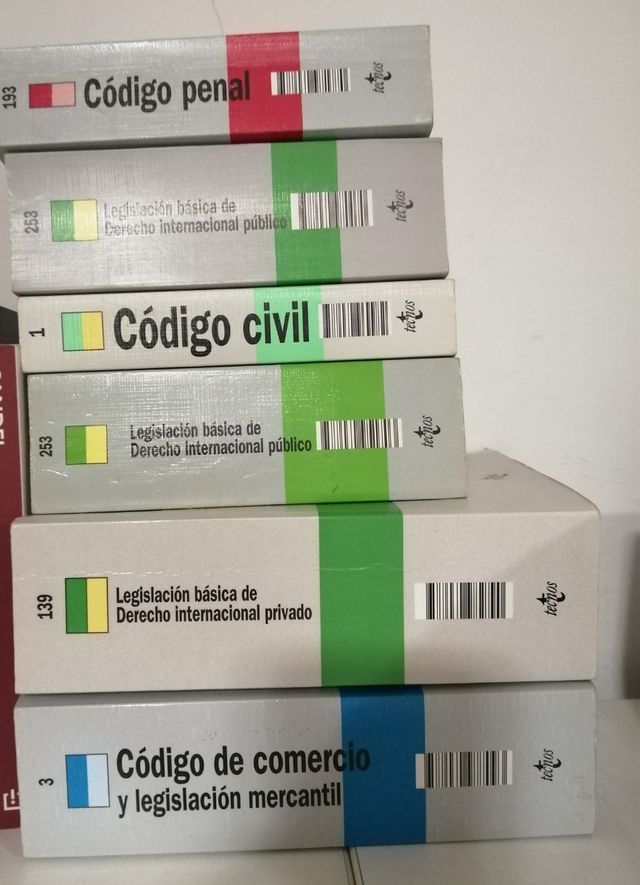 193
Código penal
tecnos
253
Legislación básica de
Derecho internacional público
tecnos
1
Código civil
tecnos
253
Legislación básica de
Derecho internacional público
tecnos
139
Legislación básica de
Derecho internacional privado
tecnos
3
Código de comercio
y legislación mercantil
tecnos